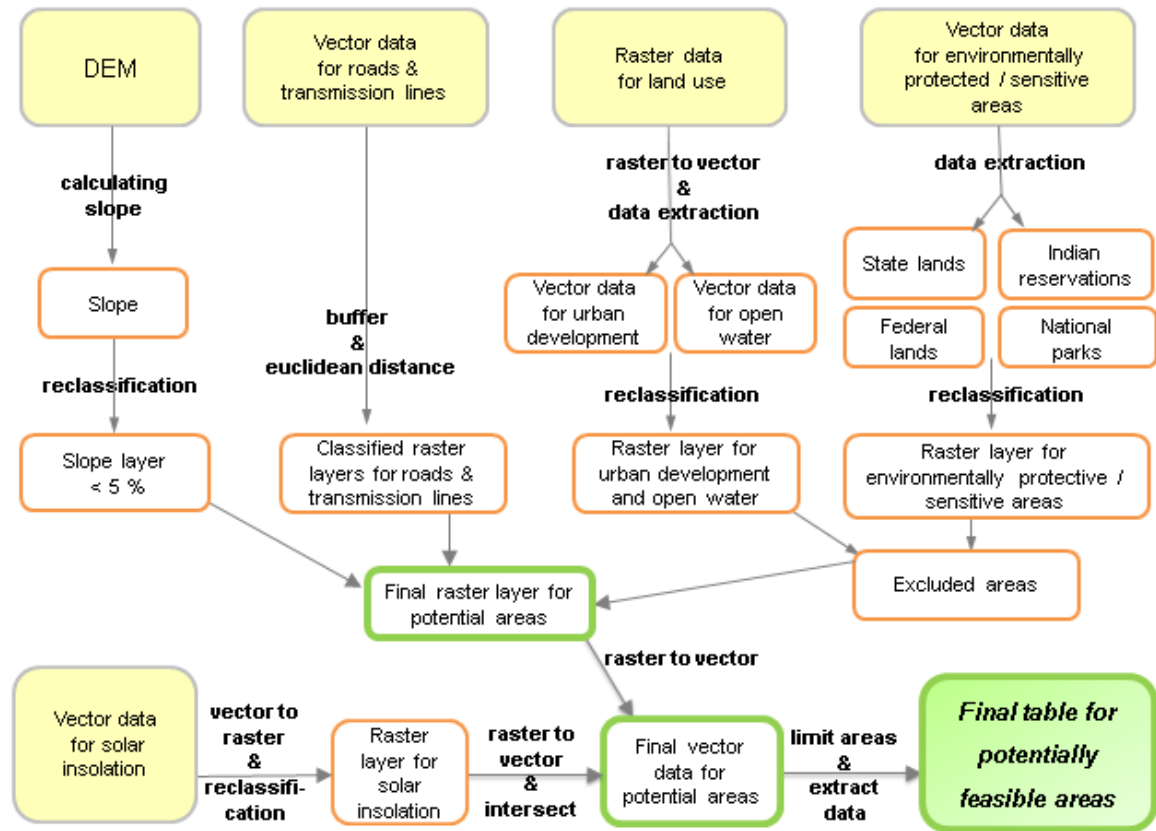 DEM
Vector data
for roads &
transmission lines
Raster data
for land use
Vector data
for environmentally
protected / sensitive
areas
calculating
slope
raster to vector
&
data extraction
data extraction
Slope
buffer
&
euclidean distance
Vector data
for urban
development
Vector data
for open
water
State lands
Indian
reservations
Federal
lands
National
parks
reclassification
reclassification
reclassification
Slope layer
< 5 %
Classified raster
layers for roads &
transmission lines
Raster layer for
urban development
and open water
Raster layer for
environmentally protective /
sensitive areas
Final raster layer for
potential areas
Excluded areas
raster to vector
Vector data
for solar
insolation
vector to
raster
&
reclassifi-
cation
Raster
layer for
solar
insolation
raster to
vector
&
intersect
Final vector
data for
potential areas
limit areas
&
extract
data
Final table for
potentially
feasible areas